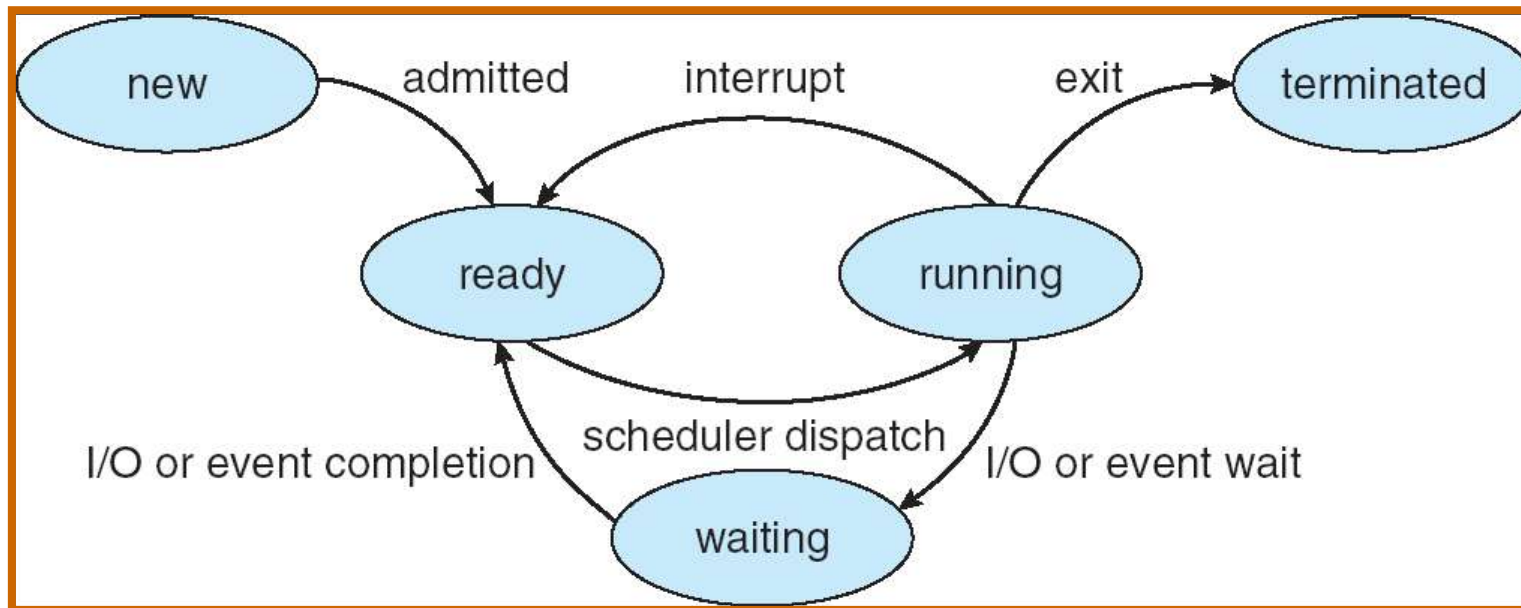 new
admitted
interrupt
exit
terminated
ready
running
scheduler dispatch
I/O or event completion
I/O or event wait
waiting